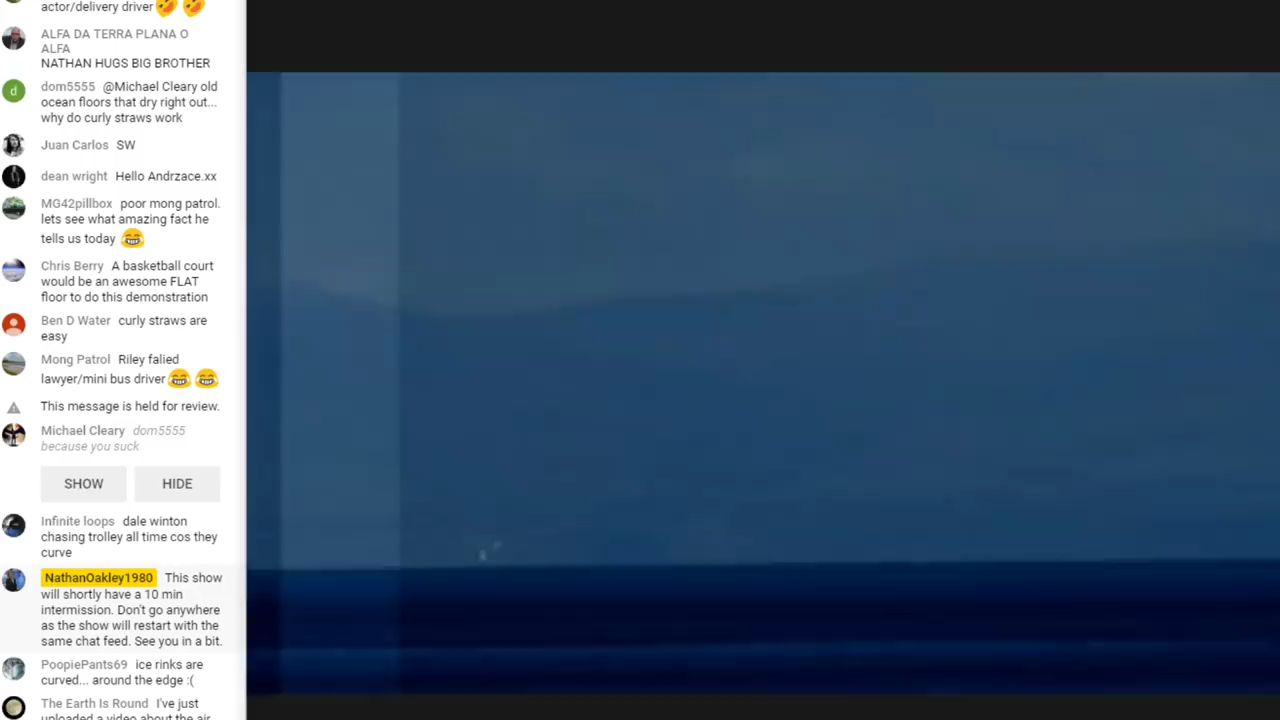 actor/delivery driver🤣 🤣
ALFA DA TERRA PLANA O
ALFA
NATHAN HUGS BIG BROTHER
d
dom5555 @Michael Cleary old
ocean floors that dry right out...
why do curly straws work
Juan Carlos SW
dean wright Hello Andrzace.xx
MG42pillbox poor mong patrol.
lets see what amazing fact he
tells us today 😂
Chris Berry A basketball court
would be an awesome FLAT
floor to do this demonstration
Ben D Water curly straws are
easy
Mong Patrol Riley falied
lawyer/mini bus driver😂 😂
This message is held for review.
Michael Cleary dom5555
because you suck
SHOW HIDE
Infinite loops dale winton
chasing trolley all time cos they
curve
NathanOakley1980 This show
will shortly have a 10 min
intermission. Don't go anywhere
as the show will restart with the
same chat feed. See you in a bit.
PoopiePants69 ice rinks are
curved... around the edge :(
The Earth Is Round I've just
uploaded a video about the air